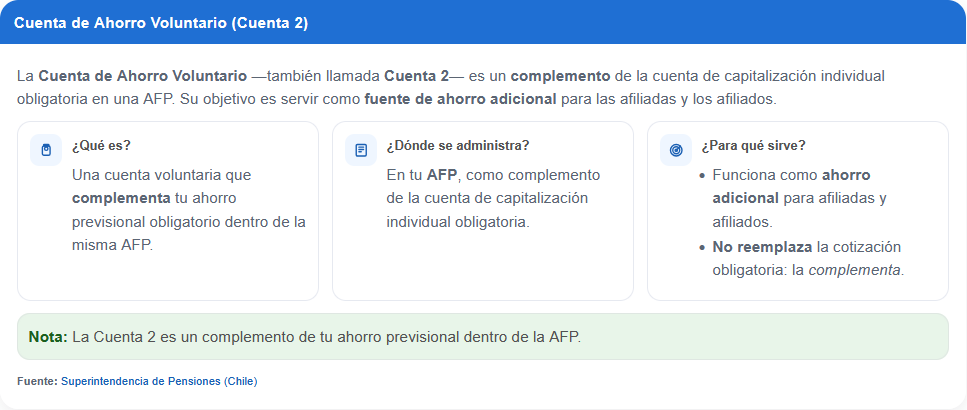 Cuenta de Ahorro Voluntario (Cuenta 2)
La Cuenta de Ahorro Voluntario —también llamada Cuenta 2— es un complemento de la cuenta de capitalización individual
obligatoria en una AFP. Su objetivo es servir como fuente de ahorro adicional para las afiliadas y los afiliados.
¿Qué es?
Una cuenta voluntaria que
complementa tu ahorro
previsional obligatorio dentro de la
misma AFP.
¿Dónde se administra?
En tu AFP, como complemento
de la cuenta de capitalización
individual obligatoria.
¿Para qué sirve?
• Funciona como ahorro
adicional para afiliadas y
afiliados.
• No reemplaza la cotización
obligatoria: la complementa.
Nota: La Cuenta 2 es un complemento de tu ahorro previsional dentro de la AFP.
Fuente: Superintendencia de Pensiones (Chile)